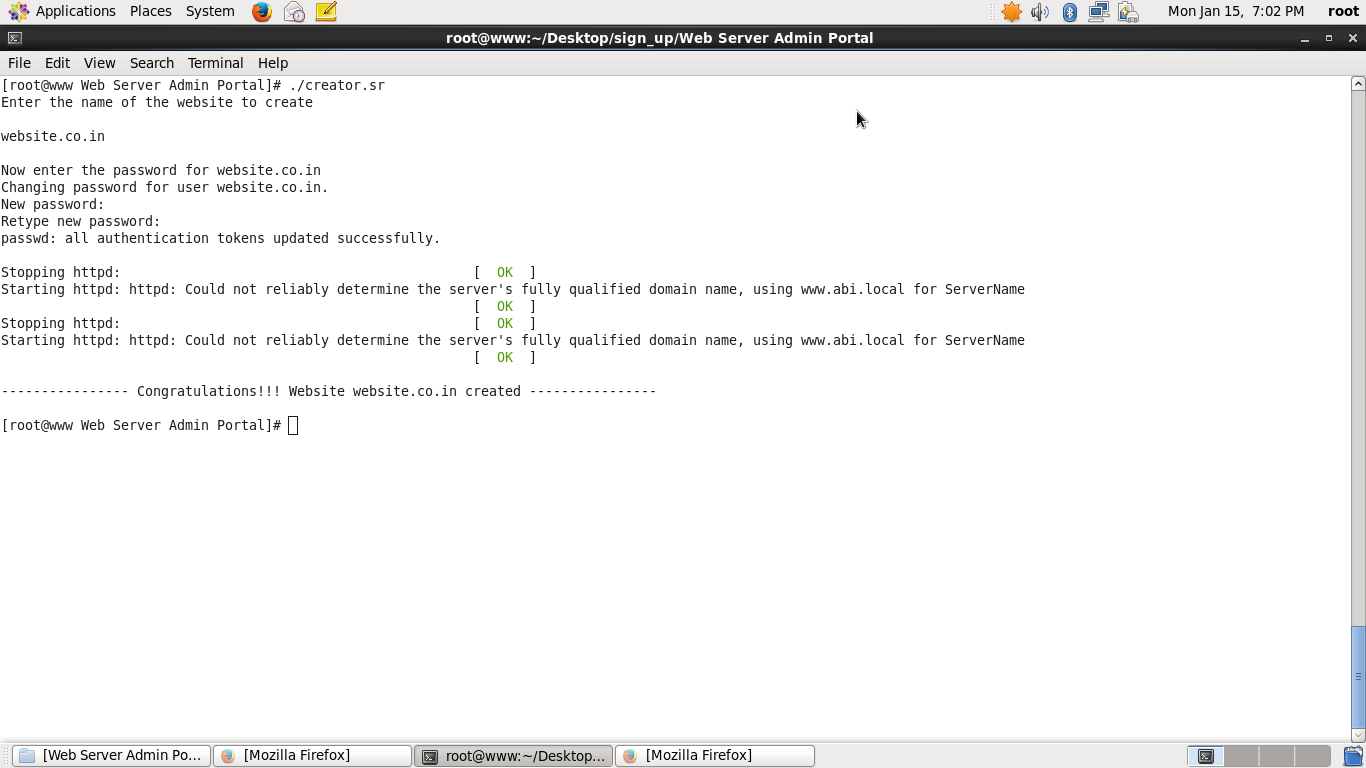 Applications Places System Mon Jan 15, 7:02 PM root
root@www:~/Desktop/sign_up/Web Server Admin Portal
File Edit View Search Terminal Help
[root@www Web Server Admin Portal]# ./creator.sr
Enter the name of the website to create
website.co.in
Now enter the password for website.co.in
Changing password for user website.co.in.
New password:
Retype new password:
passwd: all authentication tokens updated successfully.
Stopping httpd: [ OK ]
Starting httpd: httpd: Could not reliably determine the server's fully qualified domain name, using www.abi.local for ServerName
[ OK ]
Stopping httpd: [ OK ]
Starting httpd: httpd: Could not reliably determine the server's fully qualified domain name, using www.abi.local for ServerName
[ OK ]
---------------- Congratulations!!! Website website.co.in created ----------------
[root@www Web Server Admin Portal]#
[Web Server Admin Po... [Mozilla Firefox] root@www:~/Desktop... [Mozilla Firefox]